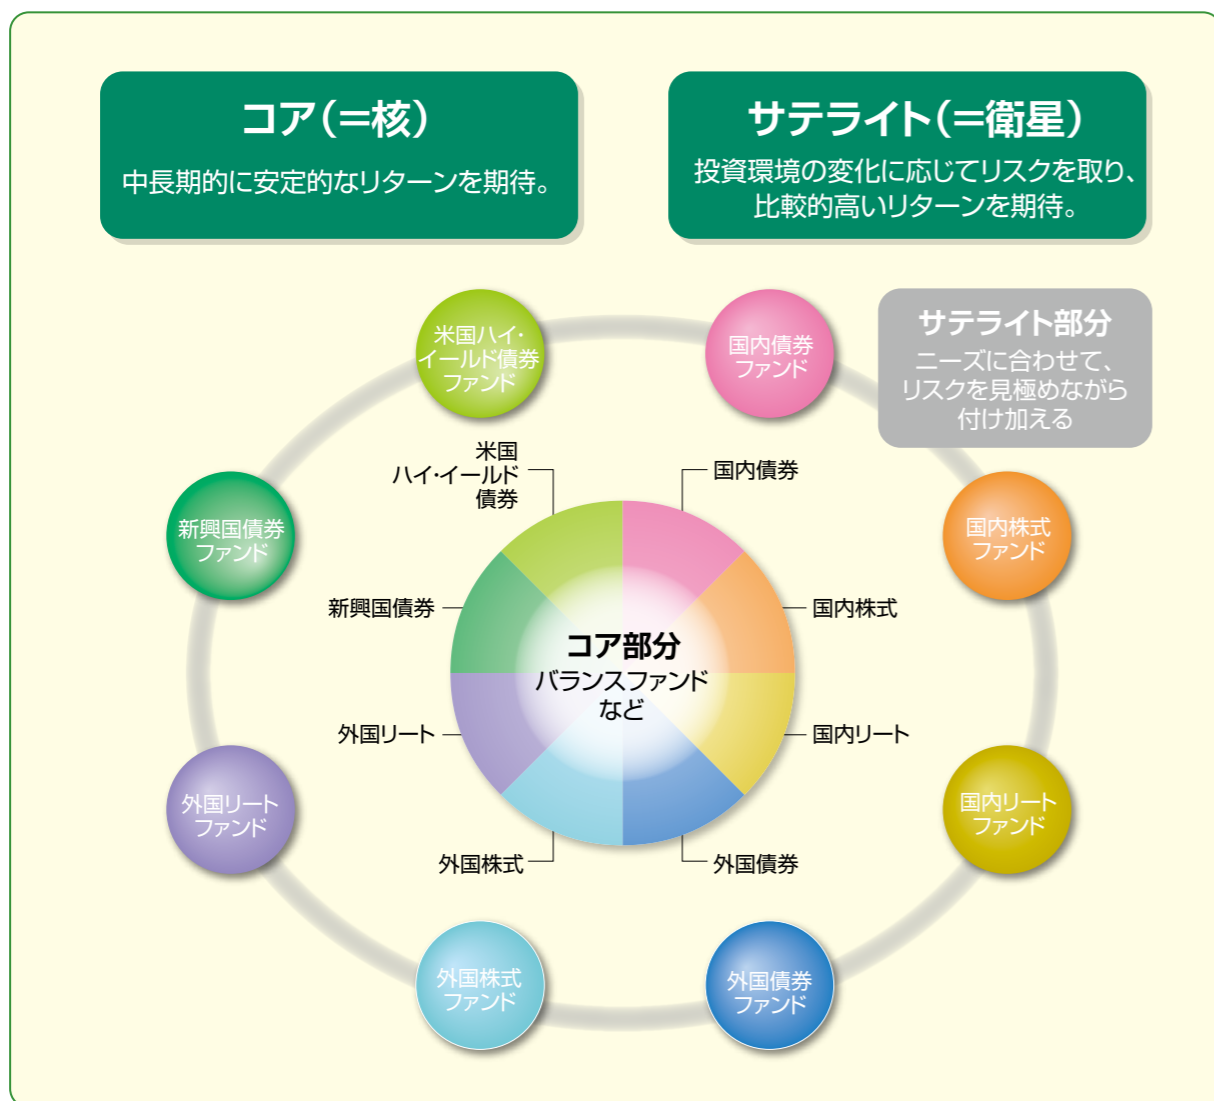 コア(＝核)
中長期的に安定的なリターンを期待。
サテライト(＝衛星)
投資環境の変化に応じてリスクを取り、
比較的高いリターンを期待。
米国ハイ・
イールド債券
ファンド
国内債券
ファンド
サテライト部分
ニーズに合わせて、
リスクを見極めながら
付け加える
米国
ハイ・イールド
債券
国内債券
新興国債券
ファンド
国内株式
ファンド
新興国債券
国内株式
コア部分
バランスファンド
など
外国リート
国内リート
外国リート
ファンド
国内リート
ファンド
外国株式
外国債券
外国株式
ファンド
外国債券
ファンド